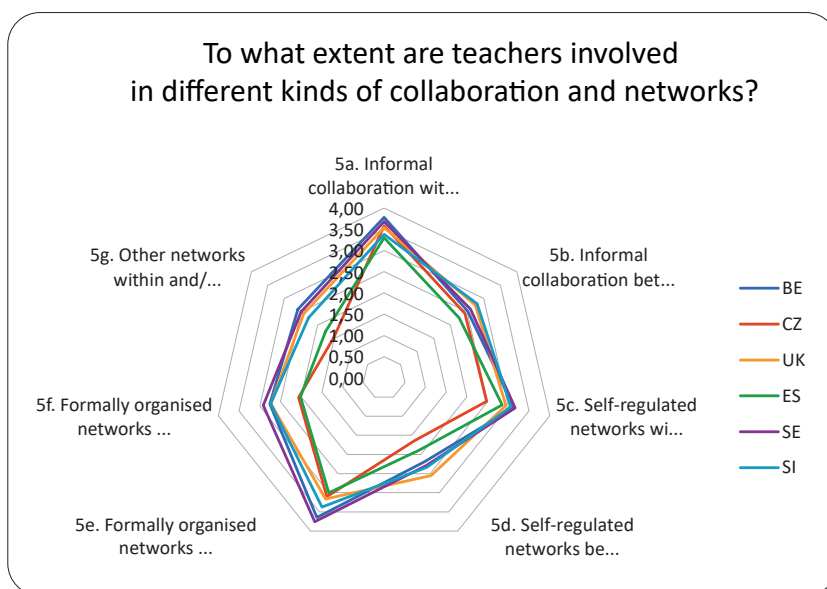 To what extent are teachers involved
in different kinds of collaboration and networks?
5a. Informal
collaboration wit...
4,00
3,50
3,00
2,50
2,00
1,50
1,00
0,50
0,00
5b. Informal
collaboration bet...
5c. Self-regulated
networks wi...
5d. Self-regulated
networks be...
5e. Formally organised
networks ...
5f. Formally organised
networks ...
5g. Other networks
within and/...
BE
CZ
UK
ES
SE
SI